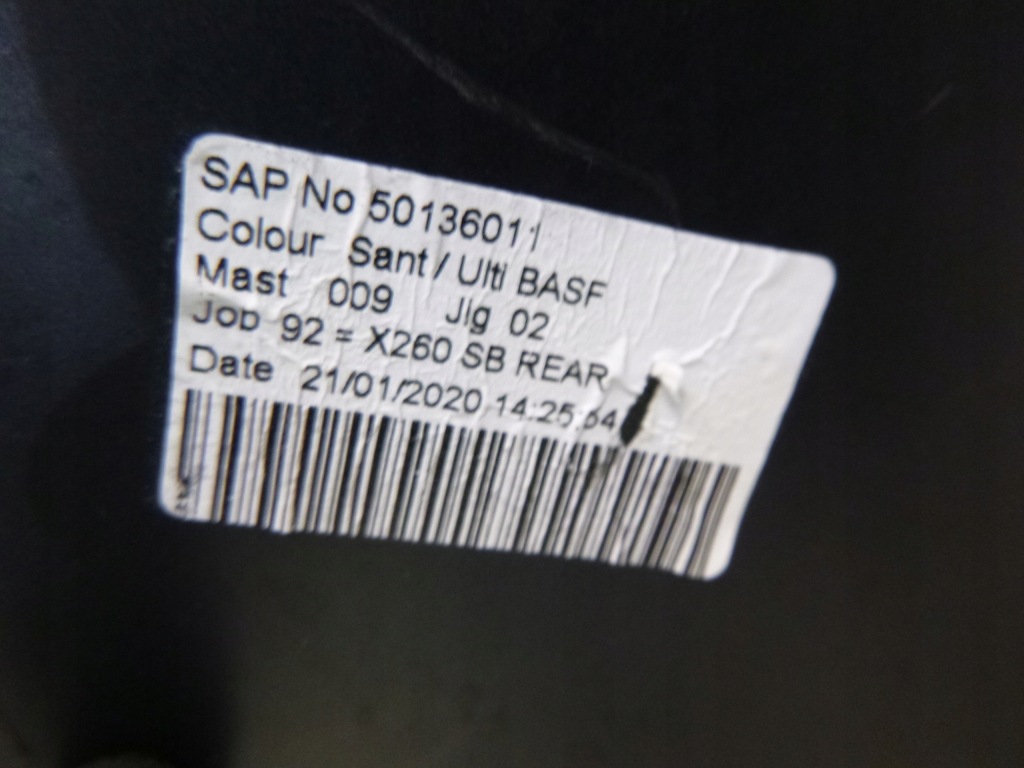 SAP No 50136011
Colour Sant / Ulti BASF
Mast 009 Jig 02
Job 92 = X260 SB REAR
Date 21/01/2020 14:25:54